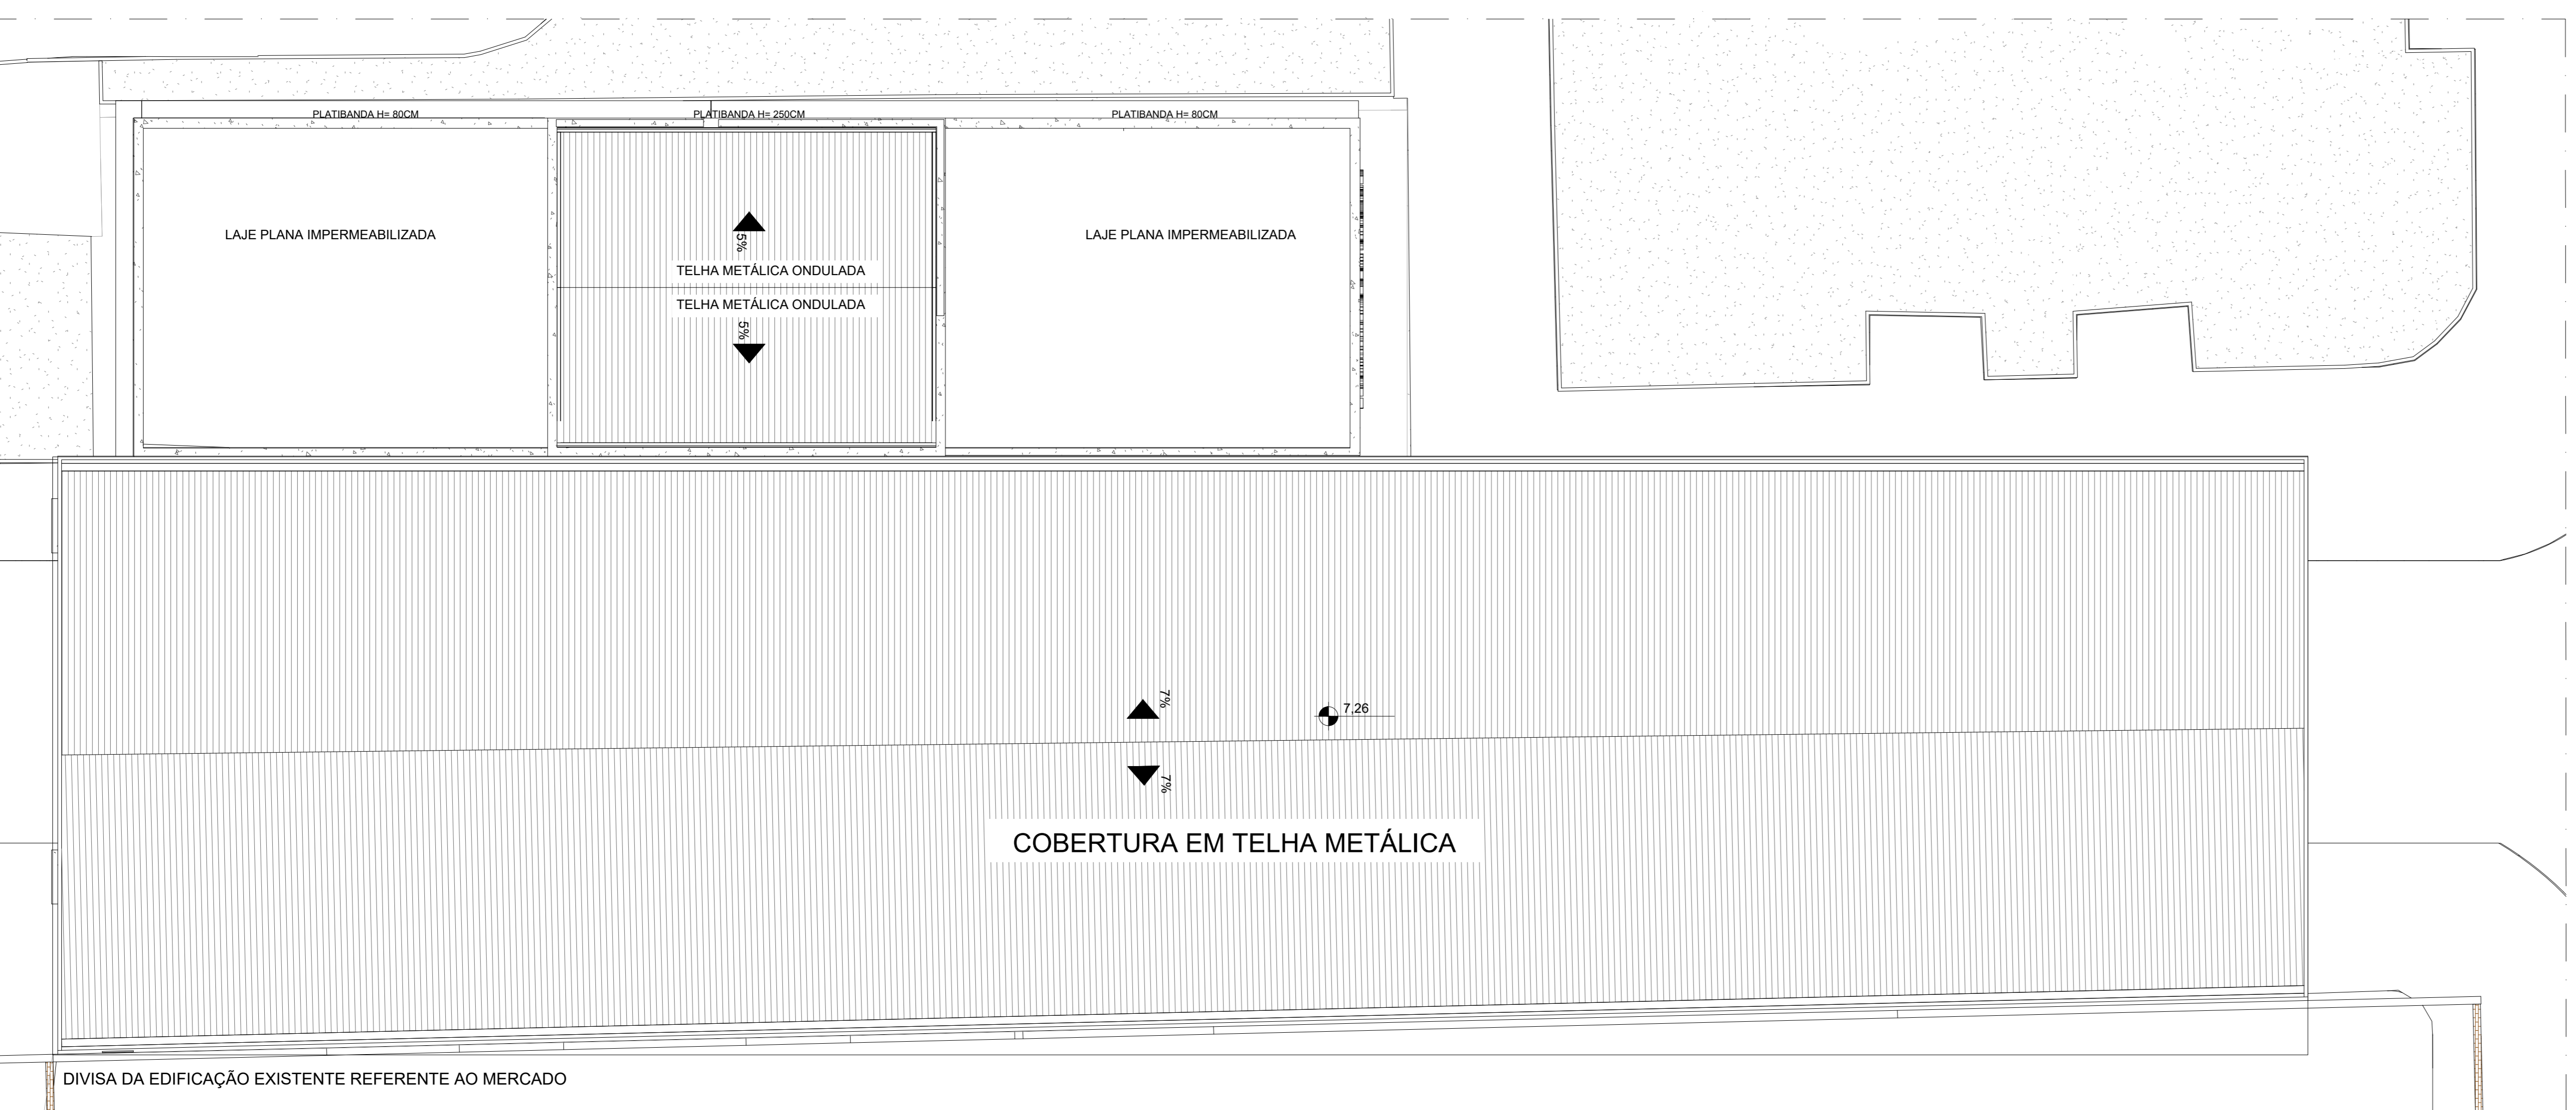 PLATIBANDA H= 80CM
PLATIBANDA H= 250CM
PLATIBANDA H= 80CM
LAJE PLANA IMPERMEABILIZADA
5%
LAJE PLANA IMPERMEABILIZADA
TELHA METÁLICA ONDULADA
TELHA METÁLICA ONDULADA
5%
7%
7,26
7%
COBERTURA EM TELHA METÁLICA
DIVISA DA EDIFICAÇÃO EXISTENTE REFERENTE AO MERCADO